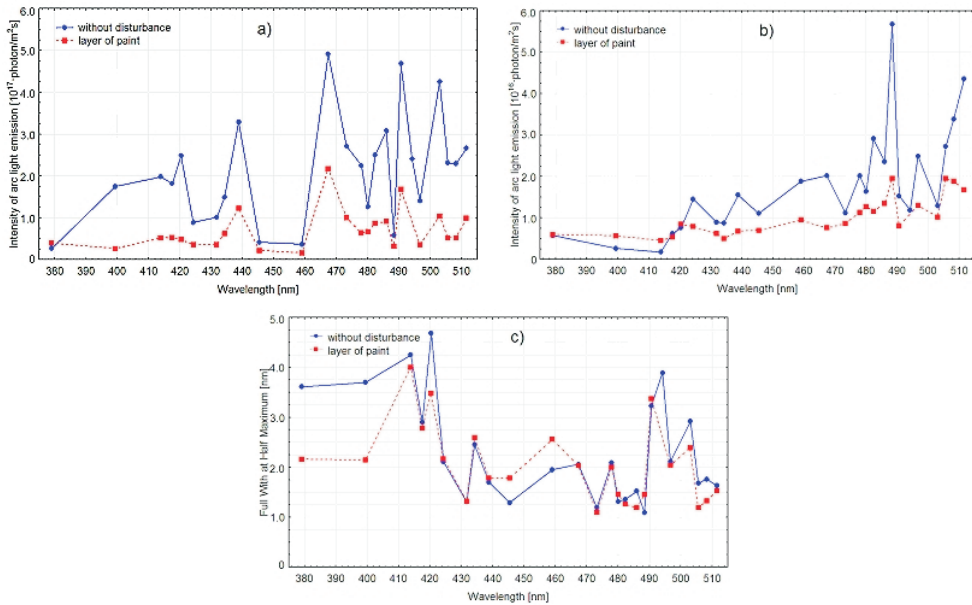 Intensity of arc light emission [10¹⁷·photon/m²s]
6.0
5.0
4.0
3.0
2.0
1.0
0
without disturbance
layer of paint
a)
380 390 400 410 420 430 440 450 460 470 480 490 500 510
Wavelength [nm]
Intensity of arc light emission [10¹⁶·photon/m²s]
6.0
5.0
4.0
3.0
2.0
1.0
0
without disturbance
layer of paint
b)
380 390 400 410 420 430 440 450 460 470 480 490 500 510
Wavelength [nm]
Full Width at Half Maximum [nm]
5.0
4.0
3.0
2.0
1.0
0
without disturbance
layer of paint
c)
380 390 400 410 420 430 440 450 460 470 480 490 500 510
Wavelength [nm]